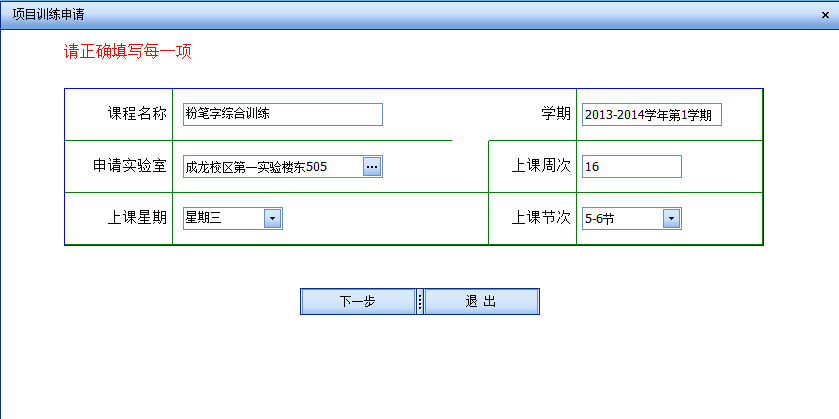 项目训练申请
请正确填写每一项
课程名称 粉笔字综合训练 学期 2013-2014学年第1学期
申请实验室 成龙校区第一实验楼东505 上课周次 16
上课星期 星期三 上课节次 5-6节
下一步 退 出